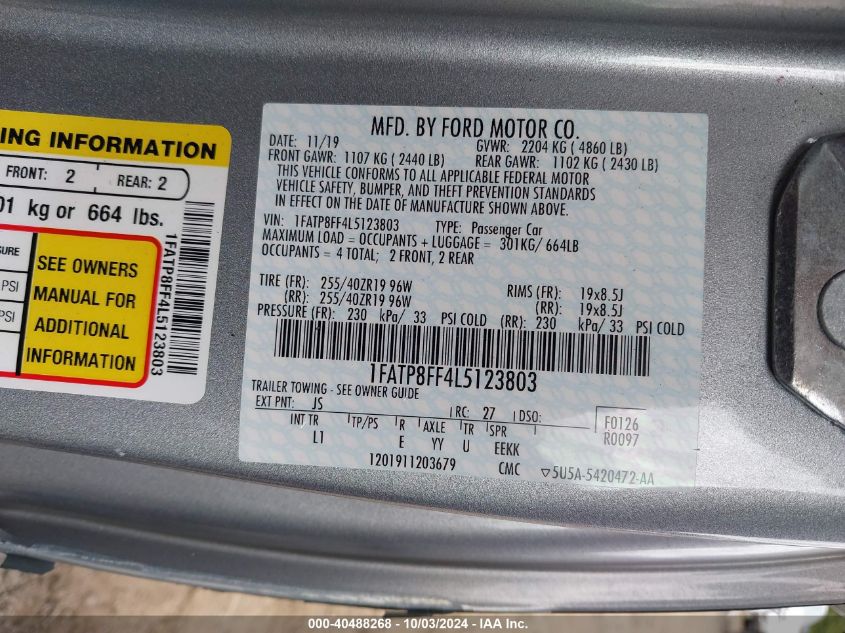 ING INFORMATION
FRONT: 2 REAR: 2
01 kg or 664 lbs.
SURE
PSI
PSI
SEE OWNERS
MANUAL FOR
ADDITIONAL
INFORMATION
1FATP8FF4L5123803
MFD. BY FORD MOTOR CO.
DATE: 11/19 GVWR: 2204 KG ( 4860 LB)
FRONT GAWR: 1107 KG ( 2440 LB) REAR GAWR: 1102 KG ( 2430 LB)
THIS VEHICLE CONFORMS TO ALL APPLICABLE FEDERAL MOTOR
VEHICLE SAFETY, BUMPER, AND THEFT PREVENTION STANDARDS
IN EFFECT ON THE DATE OF MANUFACTURE SHOWN ABOVE.
VIN: 1FATP8FF4L5123803 TYPE: Passenger Car
MAXIMUM LOAD = OCCUPANTS + LUGGAGE = 301KG/ 664LB
OCCUPANTS = 4 TOTAL; 2 FRONT, 2 REAR
TIRE (FR): 255/40ZR19 96W RIMS (FR): 19x8.5J
(RR): 255/40ZR19 96W (RR): 19x8.5J
PRESSURE (FR): 230 kPa/ 33 PSI COLD (RR): 230 kPa/ 33 PSI COLD
1FATP8FF4L5123803
TRAILER TOWING - SEE OWNER GUIDE
EXT PNT: JS RC: 27 DSO: F0126
R0097
INT TR TP/PS R AXLE TR SPR
L1 E YY U EEKK
1201911203679 CMC 5U5A-5420472-AA
000-40488268 - 10/03/2024 - IAA Inc.